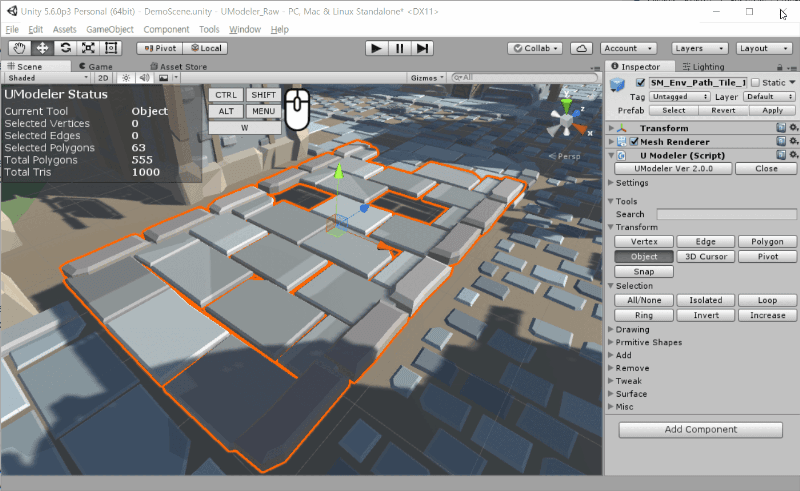 Unity 5.6.0p3 Personal (64bit) - DemoScene.unity - UModeler_Raw - PC, Mac & Linux Standalone* <DX11>
File Edit Assets GameObject Component Tools Window Help
Pivot Local Collab Account Layers Layout
Scene Game Asset Store
Shaded 2D Gizmos All
UModeler Status
Current Tool Object
Selected Vertices 0
Selected Edges 0
Selected Polygons 63
Total Polygons 555
Total Tris 1000
CTRL SHIFT
ALT MENU
W
y
z
x
Persp
Inspector Lighting
SM_Env_Path_Tile_ Static
Tag Untagged Layer Default
Prefab Select Revert Apply
Transform
Mesh Renderer
U Modeler (Script)
UModeler Ver 2.0.0 Close
Settings
Tools
Search
Transform
Vertex Edge Polygon
Object 3D Cursor Pivot
Snap
Selection
All/None Isolated Loop
Ring Invert Increase
Drawing
Prmitive Shapes
Add
Remove
Tweak
Surface
Misc
Add Component